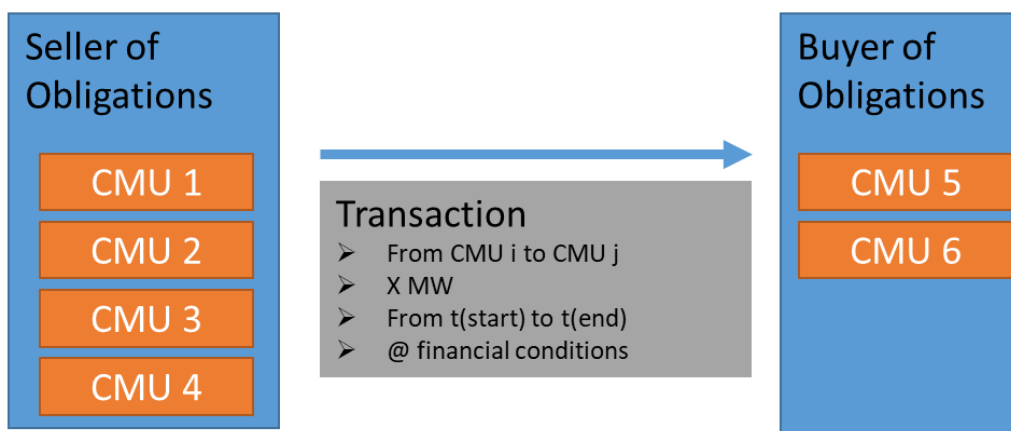 Seller of
Obligations
CMU 1
CMU 2
CMU 3
CMU 4
Transaction
➢ From CMU i to CMU j
➢ X MW
➢ From t(start) to t(end)
➢ @ financial conditions
Buyer of
Obligations
CMU 5
CMU 6